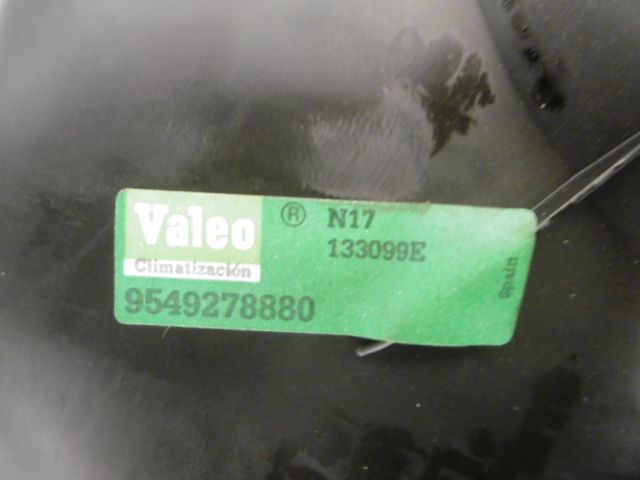 Valeo ® N17
133099E
Climatización
9549278880
Spain